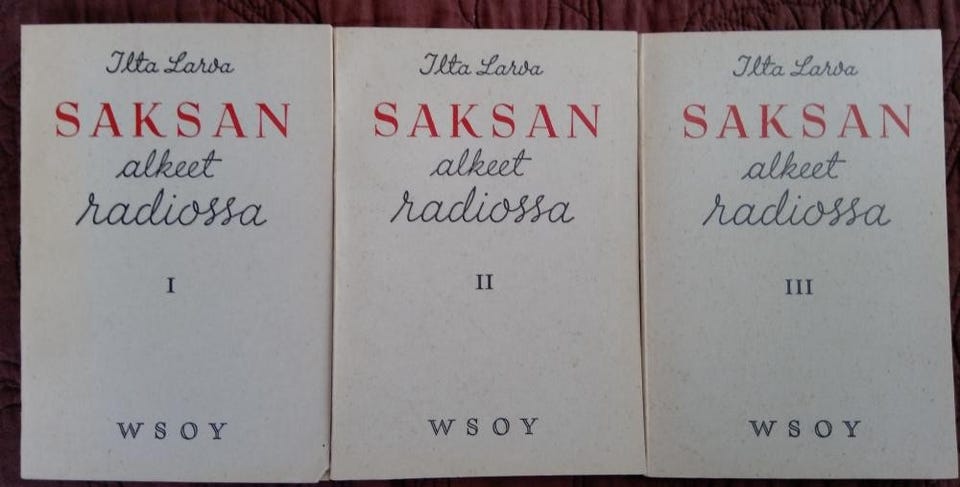 Ilta Larva
SAKSAN
alkeet
radiossa
I
WSOY
Ilta Larva
SAKSAN
alkeet
radiossa
II
WSOY
Ilta Larva
SAKSAN
alkeet
radiossa
III
WSOY